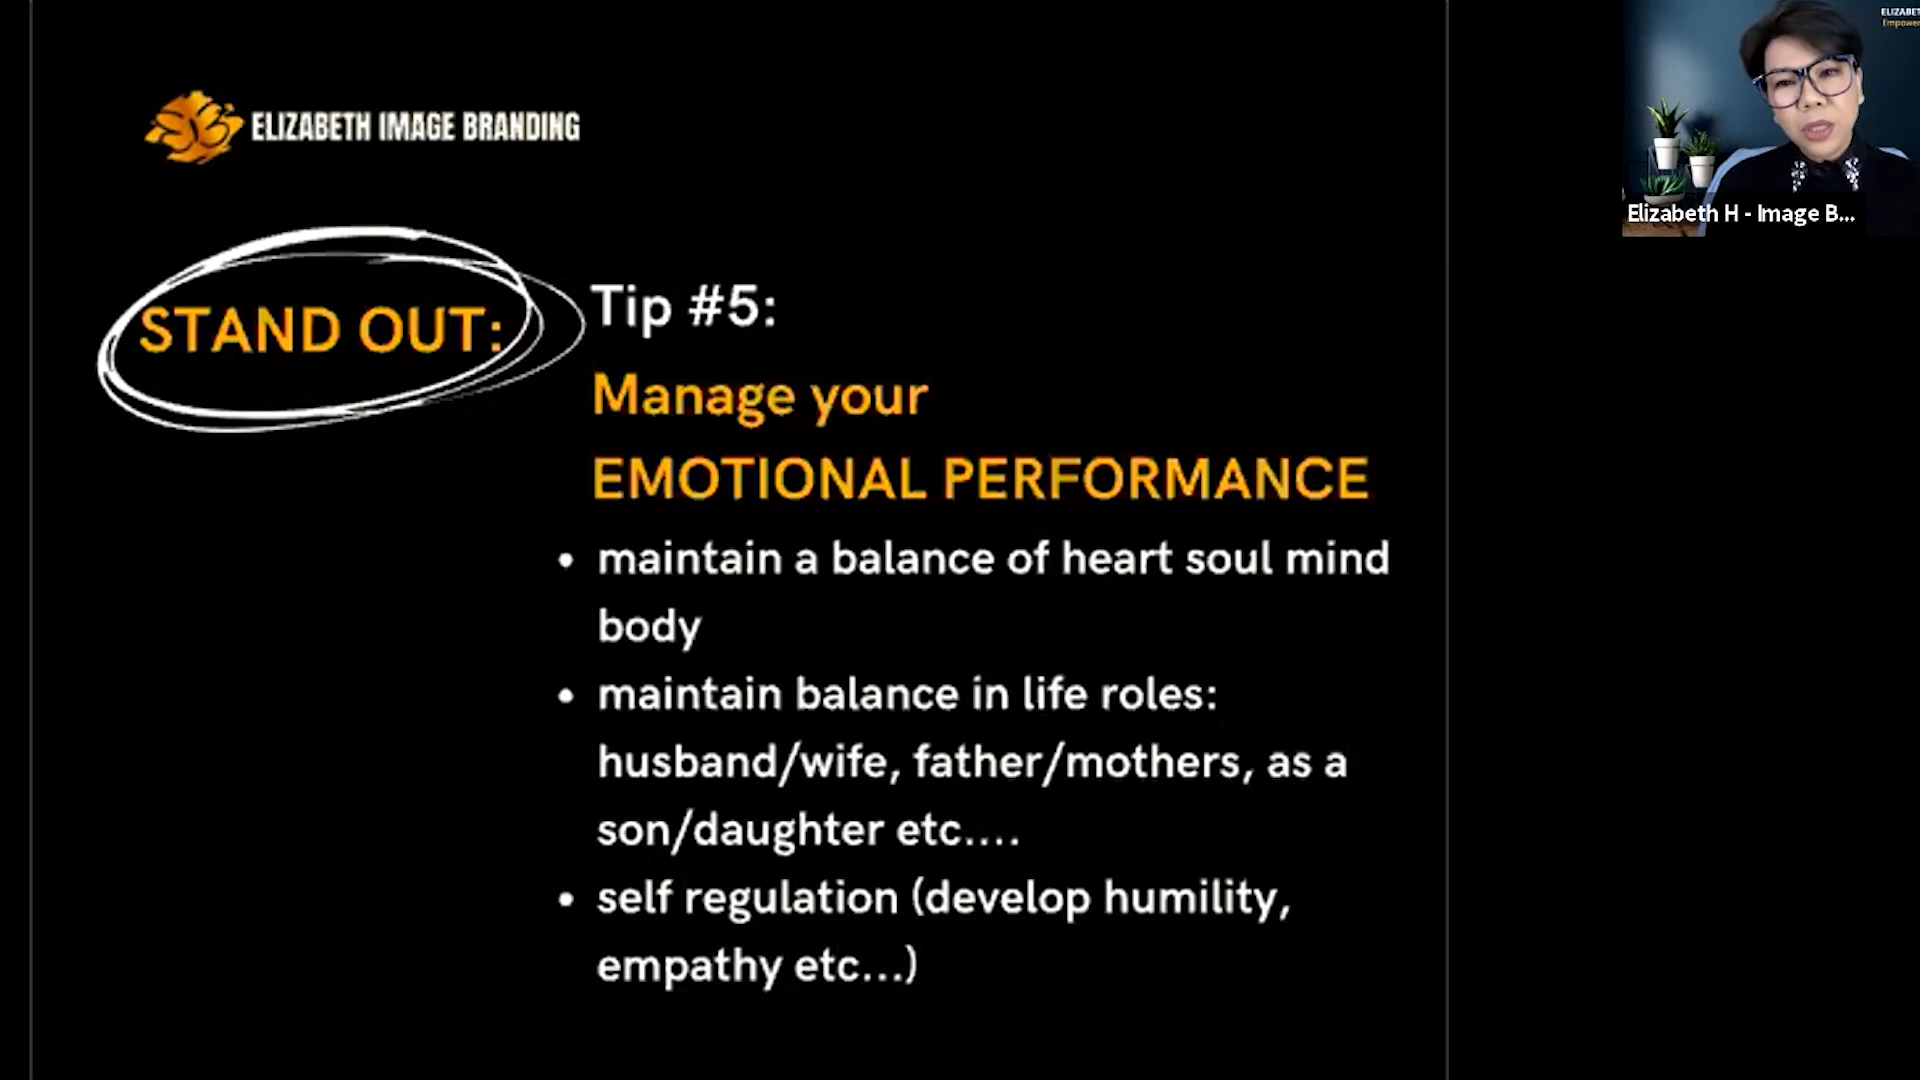 ELIZABETH IMAGE BRANDING
STAND OUT:
Tip #5:
Manage your
EMOTIONAL PERFORMANCE
• maintain a balance of heart soul mind
body
• maintain balance in life roles:
husband/wife, father/mothers, as a
son/daughter etc....
• self regulation (develop humility,
empathy etc...)
ELIZABET
Empower
Elizabeth H - Image B...